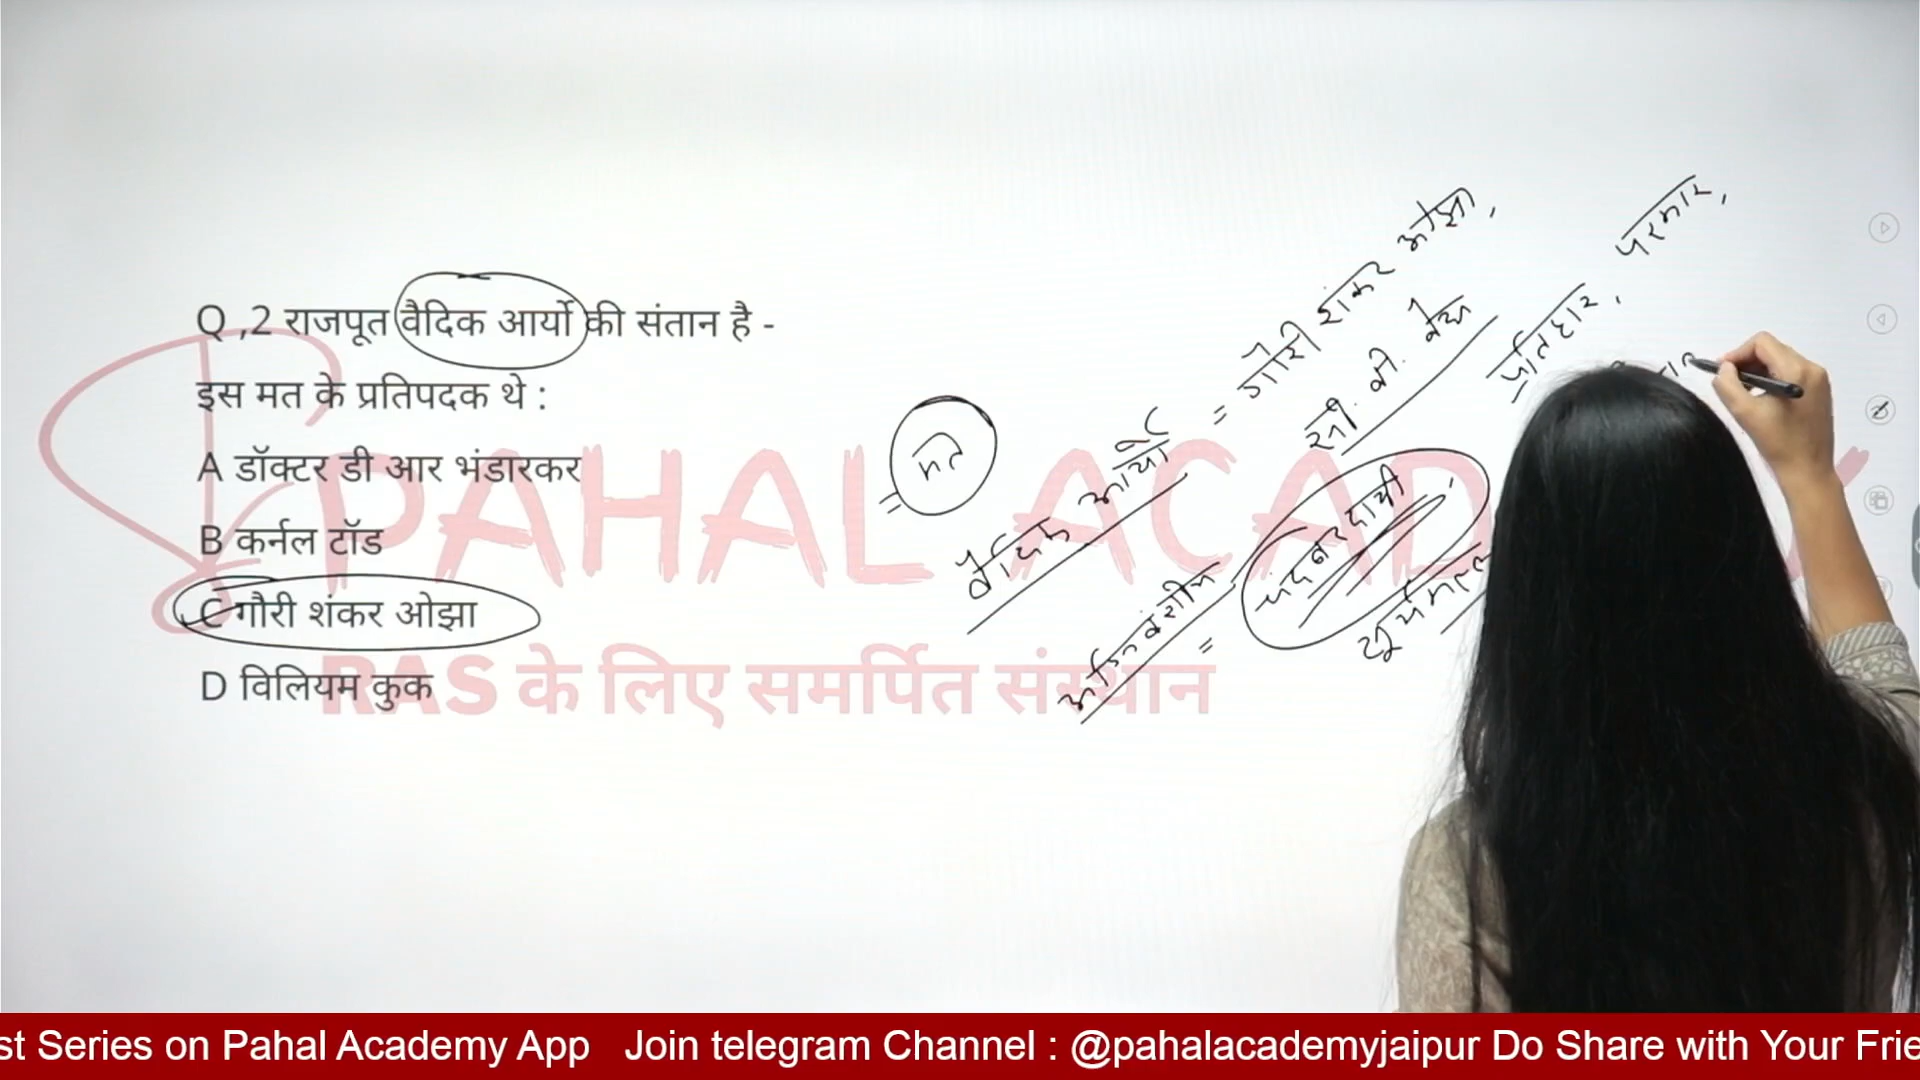 Q ,2 राजपूत वैदिक आर्यो की संतान है -
इस मत के प्रतिपदक थे :
A डॉक्टर डी आर भंडारकर
B कर्नल टॉड
C गौरी शंकर ओझा
D विलियम कुक
PAHAL ACAD
RAS के लिए समर्पित संस्थान
मत
वैदिक आर्यो = गौरी शंकर ओझा,
सी. वी. वैद्य
अग्निवंशीय = चंदबरदायी,
सूर्यमल्ल
प्रतिहार, परमार,
st Series on Pahal Academy App Join telegram Channel : @pahalacademyjaipur Do Share with Your Frie